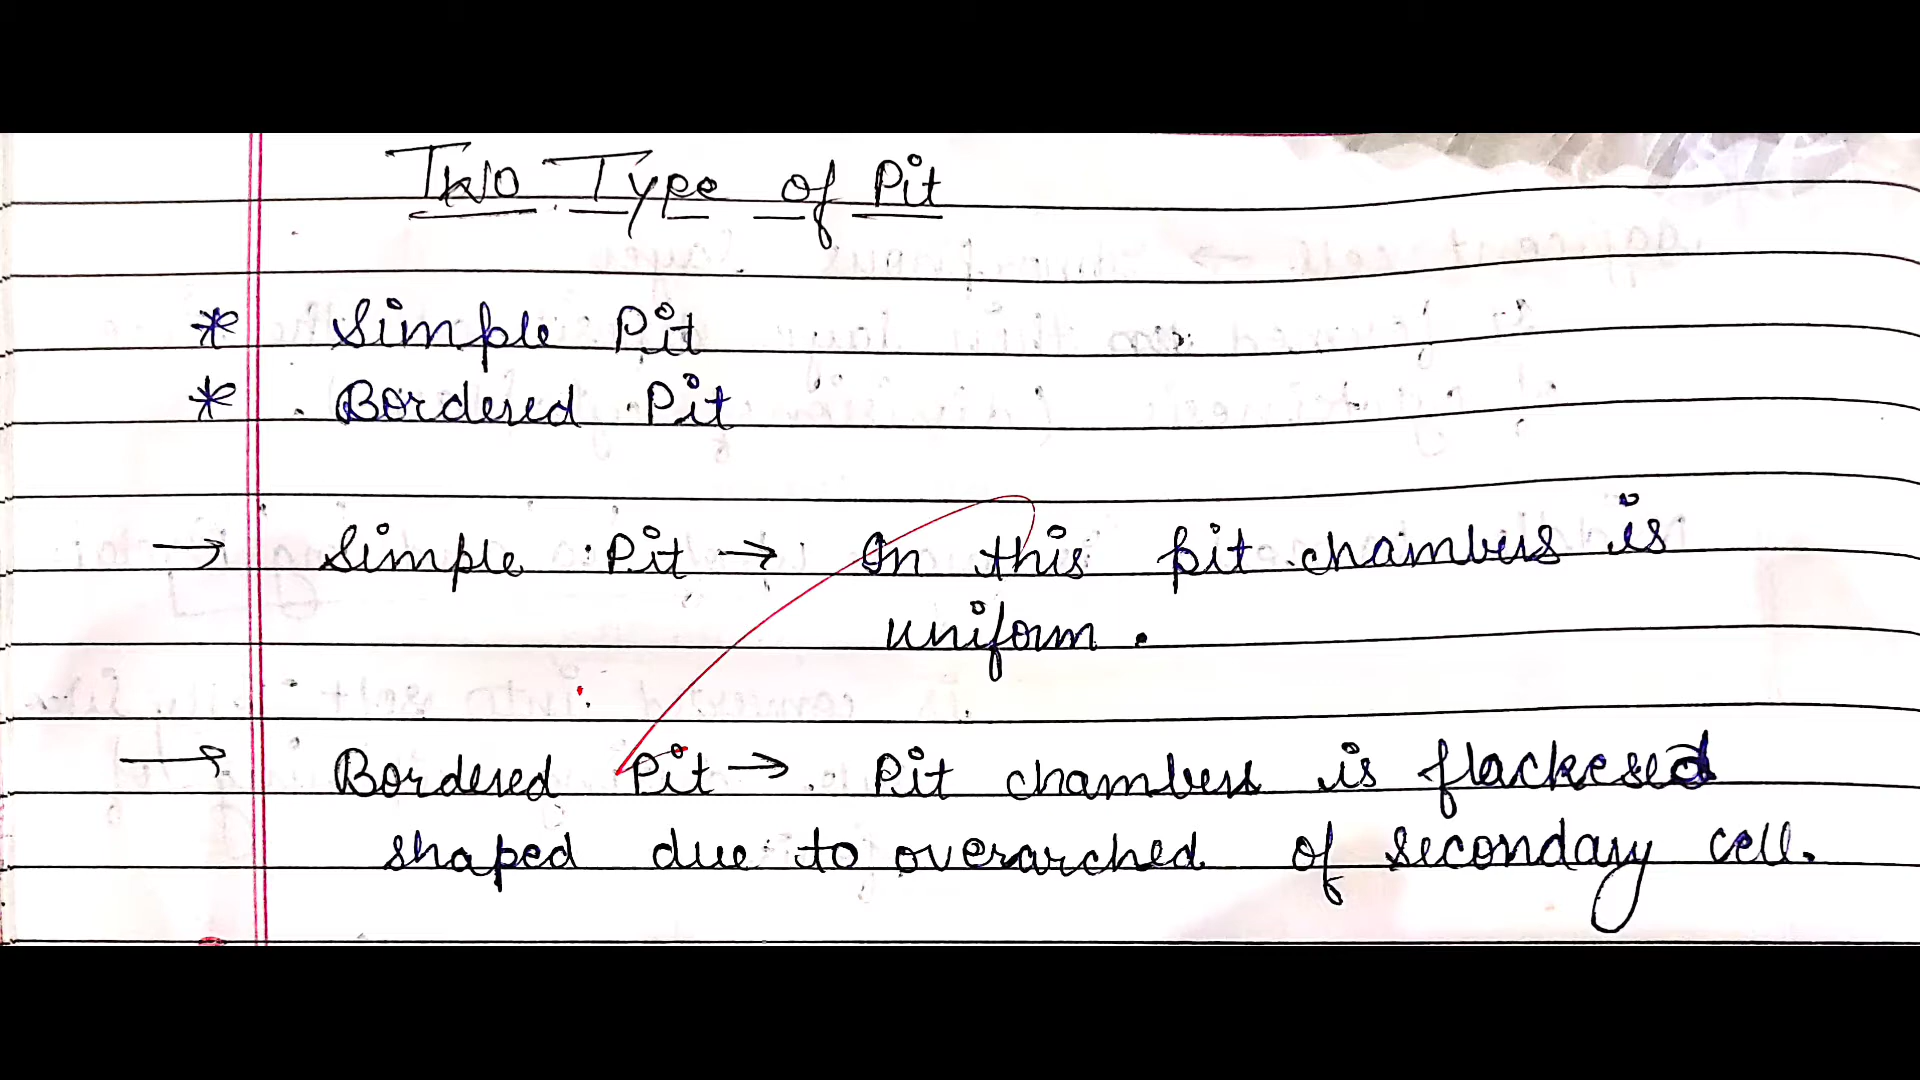 Two Type of Pit
* Simple Pit
* Bordered Pit
→ Simple Pit → In this pit chambers is
uniform.
→ Bordered Pit → Pit chambers is flackesed
shaped due to overarched of secondary cell.